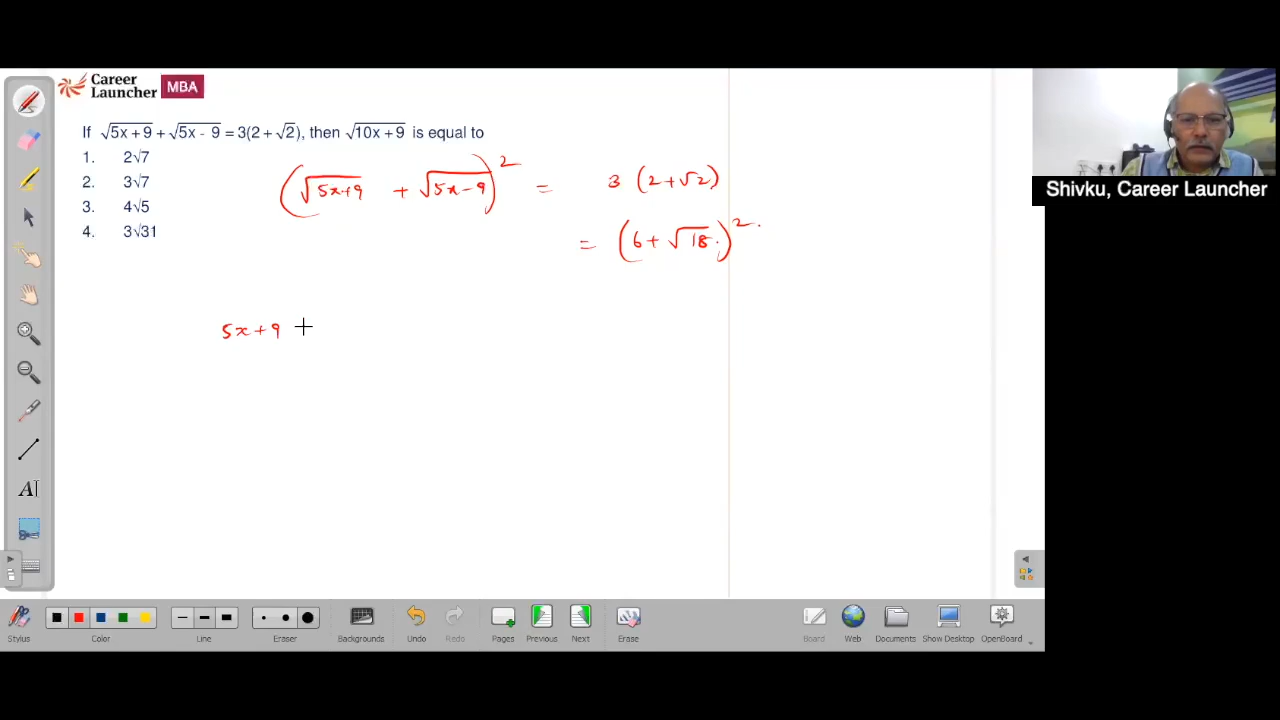 Career
Launcher MBA
If √5x + 9 + √5x - 9 = 3(2 + √2), then √10x + 9 is equal to
1. 2√7
2. 3√7
3. 4√5
4. 3√31
(√5x+9 + √5x-9)² = 3 (2+√2)
= (6+√18.)².
5x+9 +
Shivku, Career Launcher
Stylus
Color
Line
Eraser
Backgrounds
Undo
Redo
Pages
Previous
Next
Erase
Board
Web
Documents
Show Desktop
OpenBoard